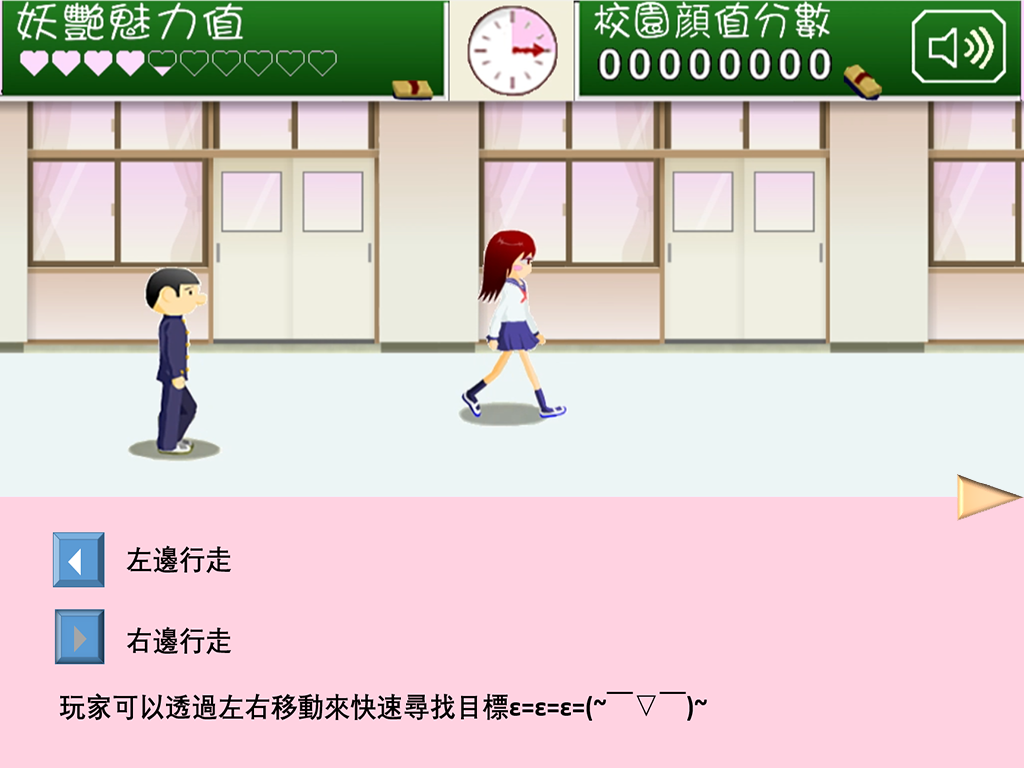 妖艷魅力值
校園顏值分數
00000000
左邊行走
右邊行走
玩家可以透過左右移動來快速尋找目標ε=ε=ε=(~￣▽￣)~